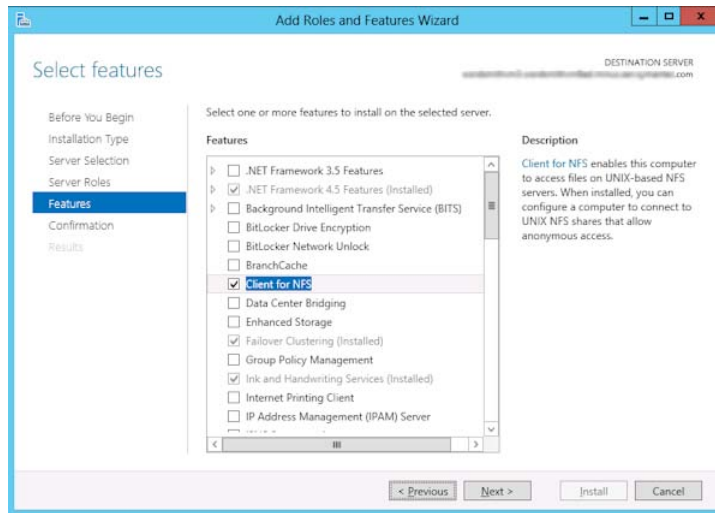 Add Roles and Features Wizard
Select features
DESTINATION SERVER
.com
Before You Begin
Installation Type
Server Selection
Server Roles
Features
Confirmation
Results
Select one or more features to install on the selected server.
Features
.NET Framework 3.5 Features
.NET Framework 4.5 Features (Installed)
Background Intelligent Transfer Service (BITS)
BitLocker Drive Encryption
BitLocker Network Unlock
BranchCache
Client for NFS
Data Center Bridging
Enhanced Storage
Failover Clustering (Installed)
Group Policy Management
Ink and Handwriting Services (Installed)
Internet Printing Client
IP Address Management (IPAM) Server
Description
Client for NFS enables this computer
to access files on UNIX-based NFS
servers. When installed, you can
configure a computer to connect to
UNIX NFS shares that allow
anonymous access.
< Previous
Next >
Install
Cancel